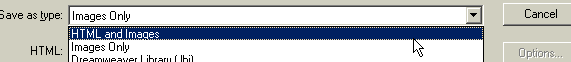 Save as type: Images Only Cancel
HTML and Images
HTML: Images Only Options...
Dreamweaver Library (.lbi)